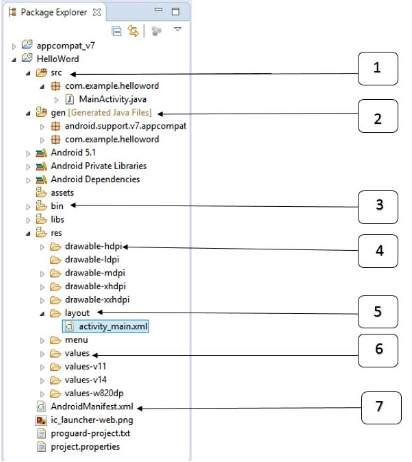 Package Explorer
appcompat_v7
HelloWord
src
1
com.example.helloword
MainActivity.java
gen [Generated Java Files]
2
android.support.v7.appcompat
com.example.helloword
Android 5.1
Android Private Libraries
Android Dependencies
assets
bin
3
libs
res
drawable-hdpi
4
drawable-ldpi
drawable-mdpi
drawable-xhdpi
drawable-xxhdpi
layout
5
activity_main.xml
menu
values
6
values-v11
values-v14
values-w820dp
AndroidManifest.xml
7
ic_launcher-web.png
proguard-project.txt
project.properties